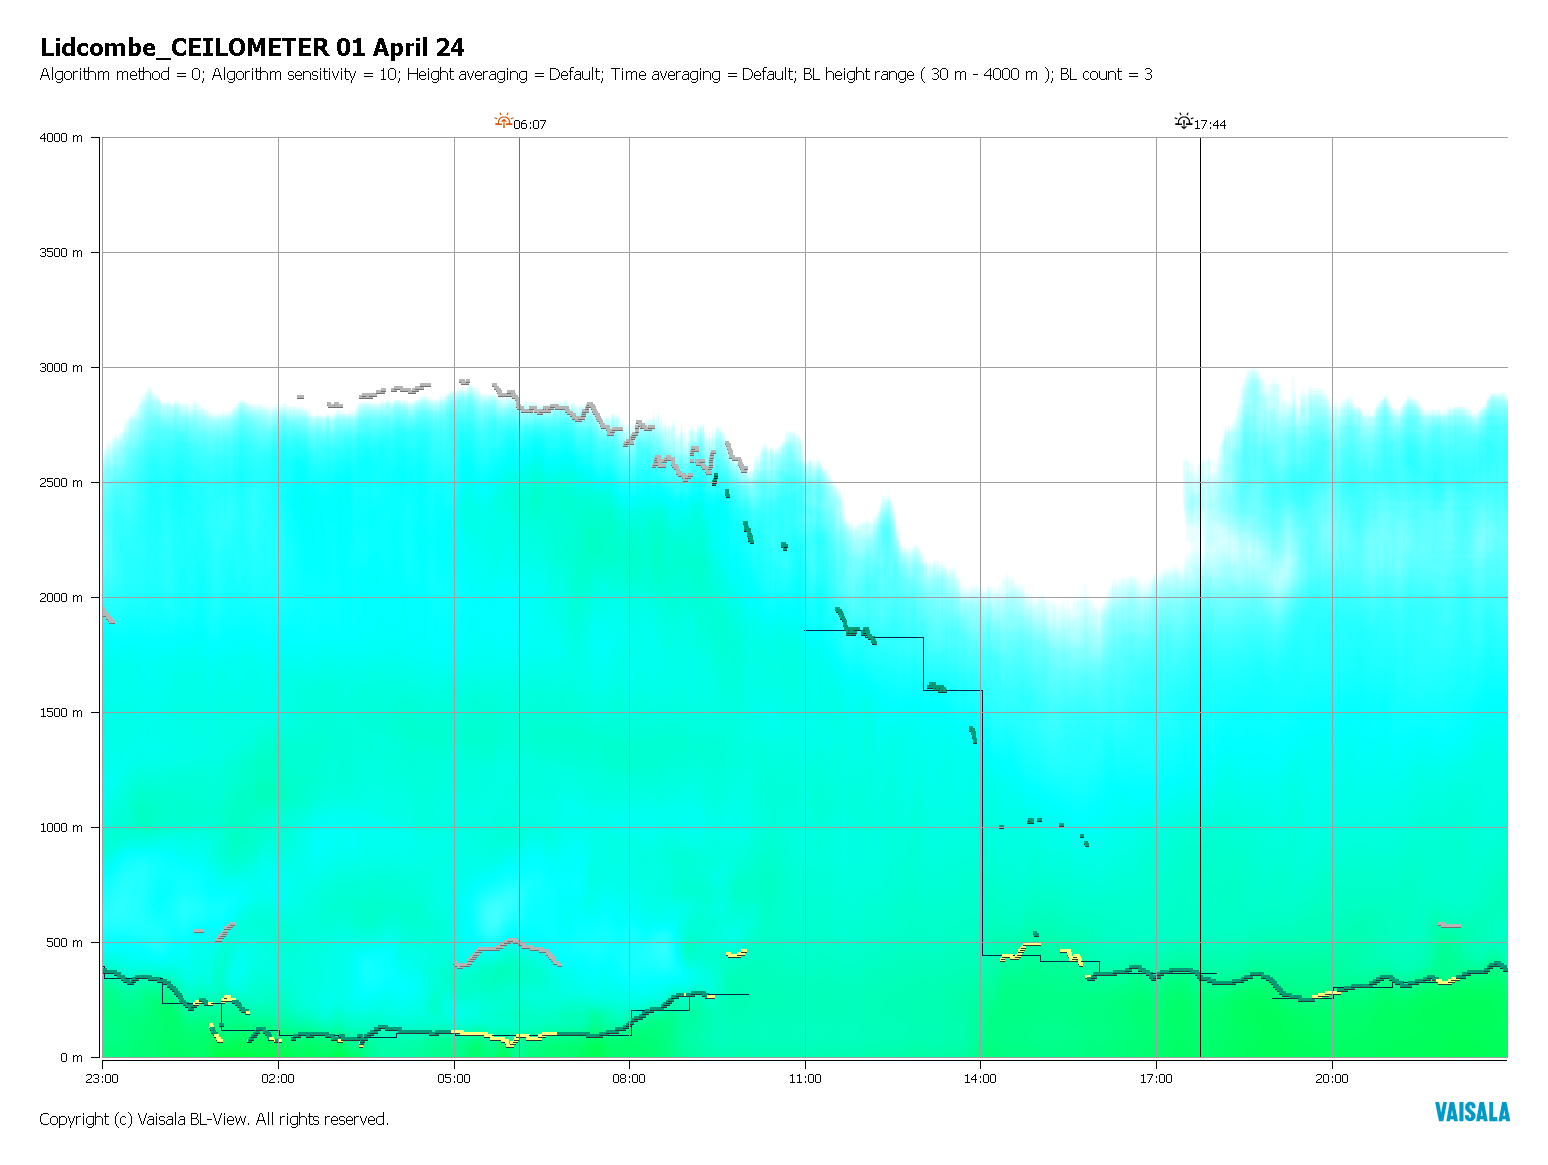 Lidcombe_CEILOMETER 01 April 24
Algorithm method = 0; Algorithm sensitivity = 10; Height averaging = Default; Time averaging = Default; BL height range ( 30 m - 4000 m ); BL count = 3
06:07
17:44
4000 m
3500 m
3000 m
2500 m
2000 m
1500 m
1000 m
500 m
0 m
23:00 02:00 05:00 08:00 11:00 14:00 17:00 20:00
Copyright (c) Vaisala BL-View. All rights reserved.
VAISALA